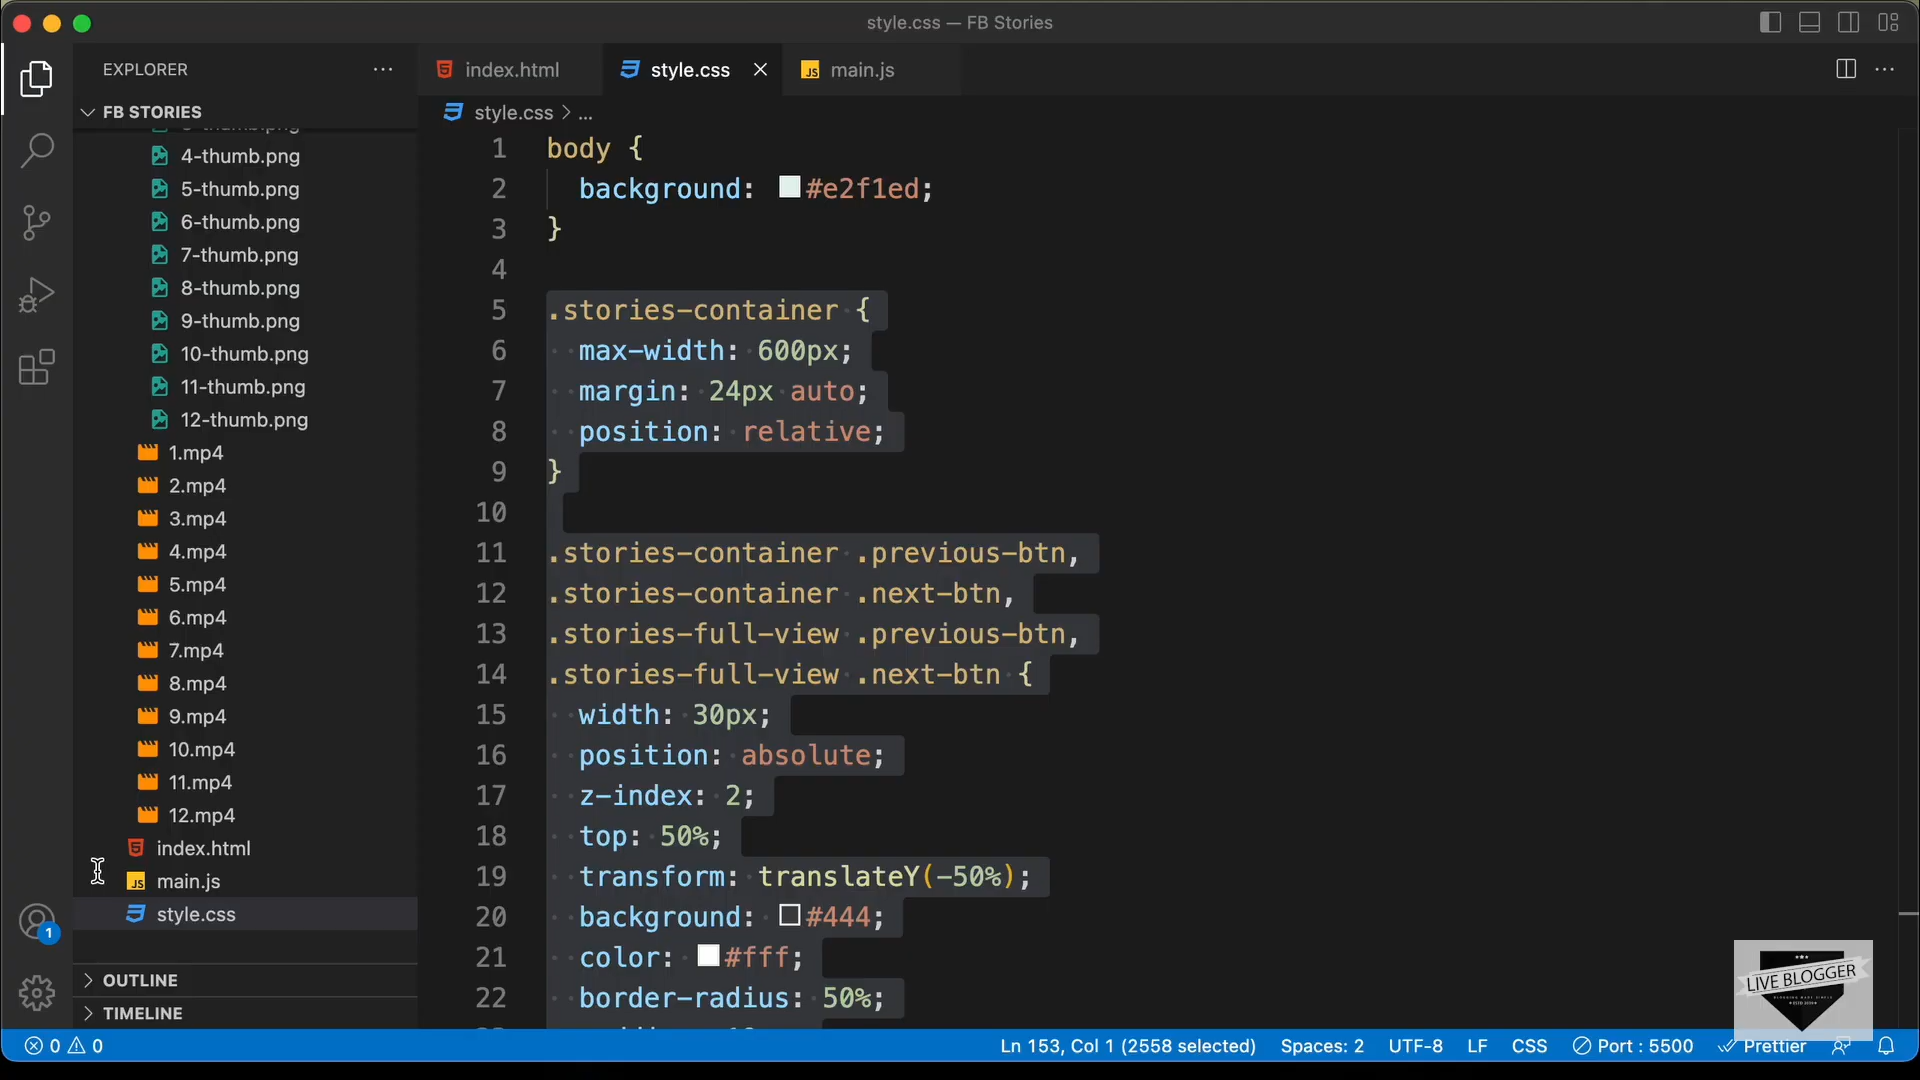 style.css — FB Stories
EXPLORER
index.html
style.css
main.js
FB STORIES
style.css > ...
4-thumb.png
5-thumb.png
6-thumb.png
7-thumb.png
8-thumb.png
9-thumb.png
10-thumb.png
11-thumb.png
12-thumb.png
1.mp4
2.mp4
3.mp4
4.mp4
5.mp4
6.mp4
7.mp4
8.mp4
9.mp4
10.mp4
11.mp4
12.mp4
index.html
main.js
style.css
OUTLINE
TIMELINE
1 body {
2 background: #e2f1ed;
3 }
4
5 .stories-container {
6 max-width: 600px;
7 margin: 24px auto;
8 position: relative;
9 }
10
11 .stories-container .previous-btn,
12 .stories-container .next-btn,
13 .stories-full-view .previous-btn,
14 .stories-full-view .next-btn {
15 width: 30px;
16 position: absolute;
17 z-index: 2;
18 top: 50%;
19 transform: translateY(-50%);
20 background: #444;
21 color: #fff;
22 border-radius: 50%;
1
LIVE BLOGGER
0 0
Ln 153, Col 1 (2558 selected)
Spaces: 2
UTF-8
LF
CSS
Port : 5500
Prettier